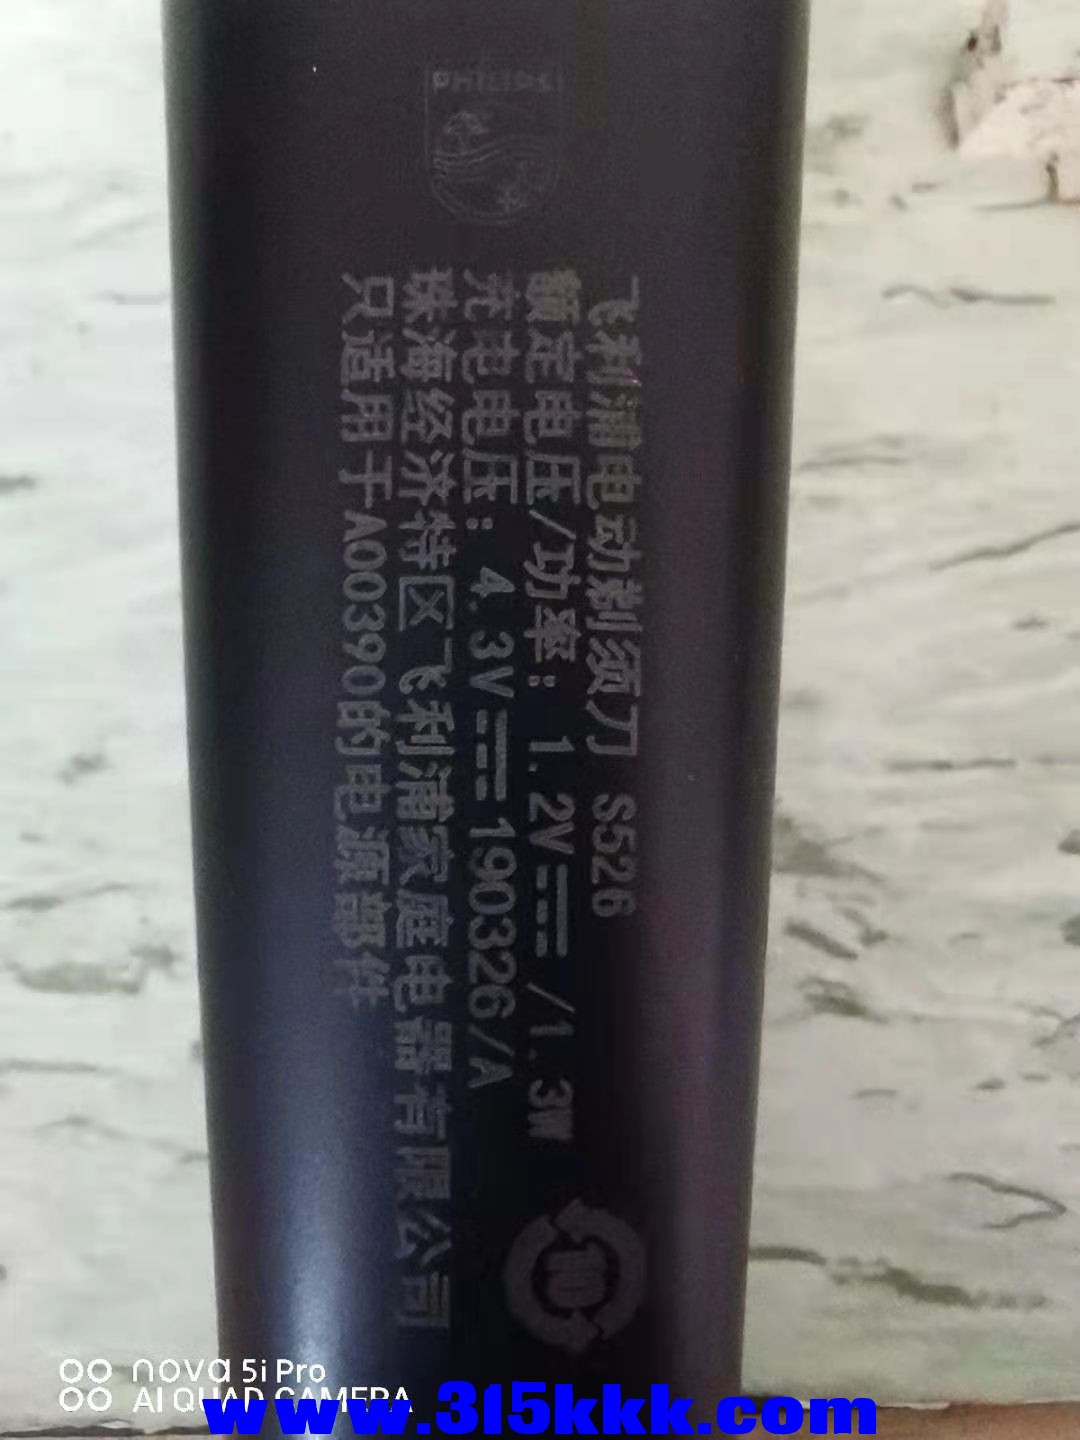 PHILIPS
飞利浦电动剃须刀 S526
额定电压/功率: 1.2V⎓/1.3W
充电电压: 4.3V⎓190326/A
珠海经济特区飞利浦家庭电器有限公司
只适用于A00390的电源部件
10
nova 5i Pro
AI QUAD CAMERA
www.315kkk.com